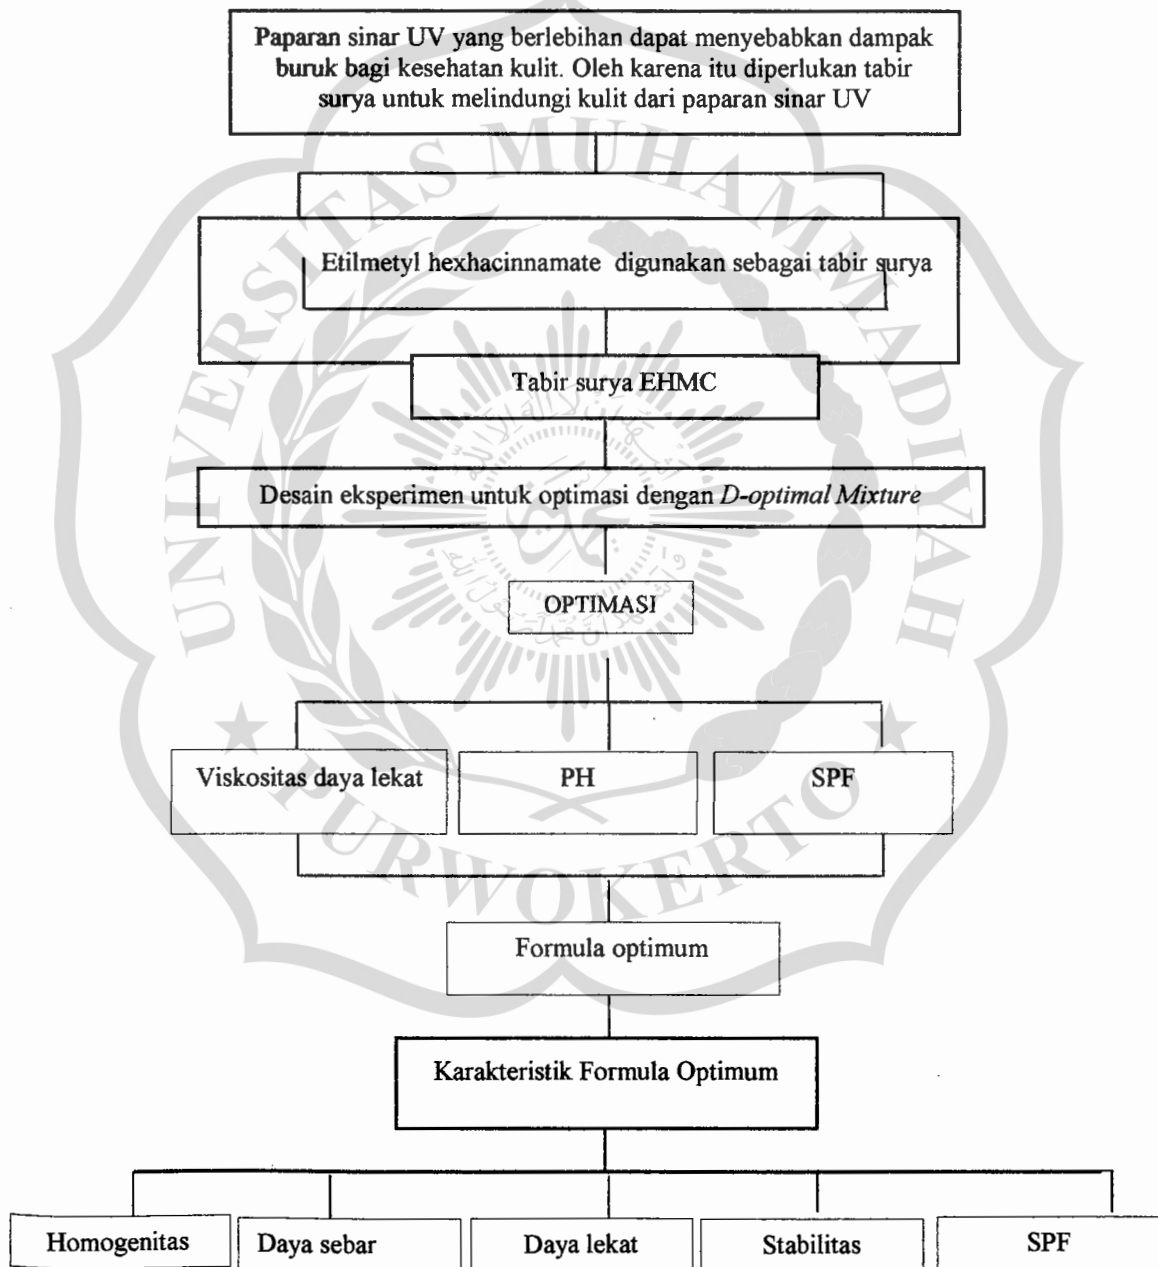 Paparan sinar UV yang berlebihan dapat menyebabkan dampak
buruk bagi kesehatan kulit. Oleh karena itu diperlukan tabir
surya untuk melindungi kulit dari paparan sinar UV
Etilmetyl hexhacinnamate digunakan sebagai tabir surya
Tabir surya EHMC
Desain eksperimen untuk optimasi dengan D-optimal Mixture
OPTIMASI
Viskositas daya lekat
PH
SPF
Formula optimum
Karakteristik Formula Optimum
Homogenitas
Daya sebar
Daya lekat
Stabilitas
SPF
UNIVERSITAS MUHAMMADIYAH
PURWOKERTO